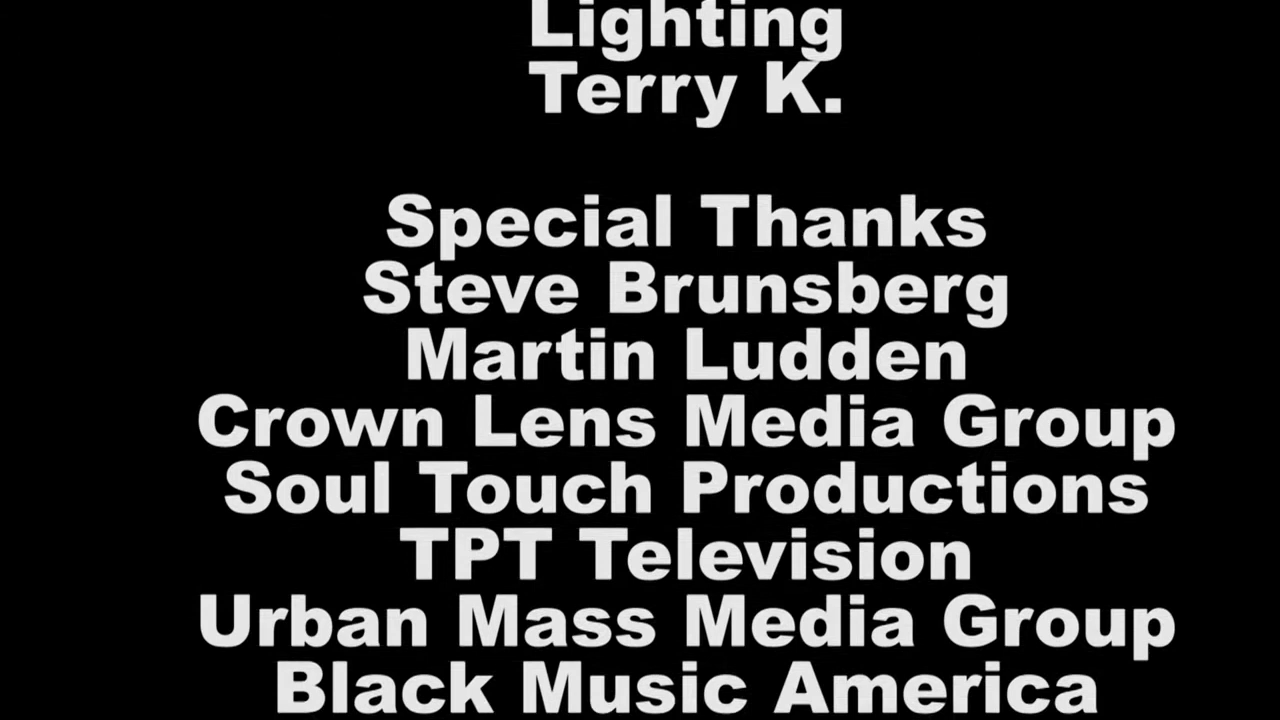 Lighting
Terry K.
Special Thanks
Steve Brunsberg
Martin Ludden
Crown Lens Media Group
Soul Touch Productions
TPT Television
Urban Mass Media Group
Black Music America